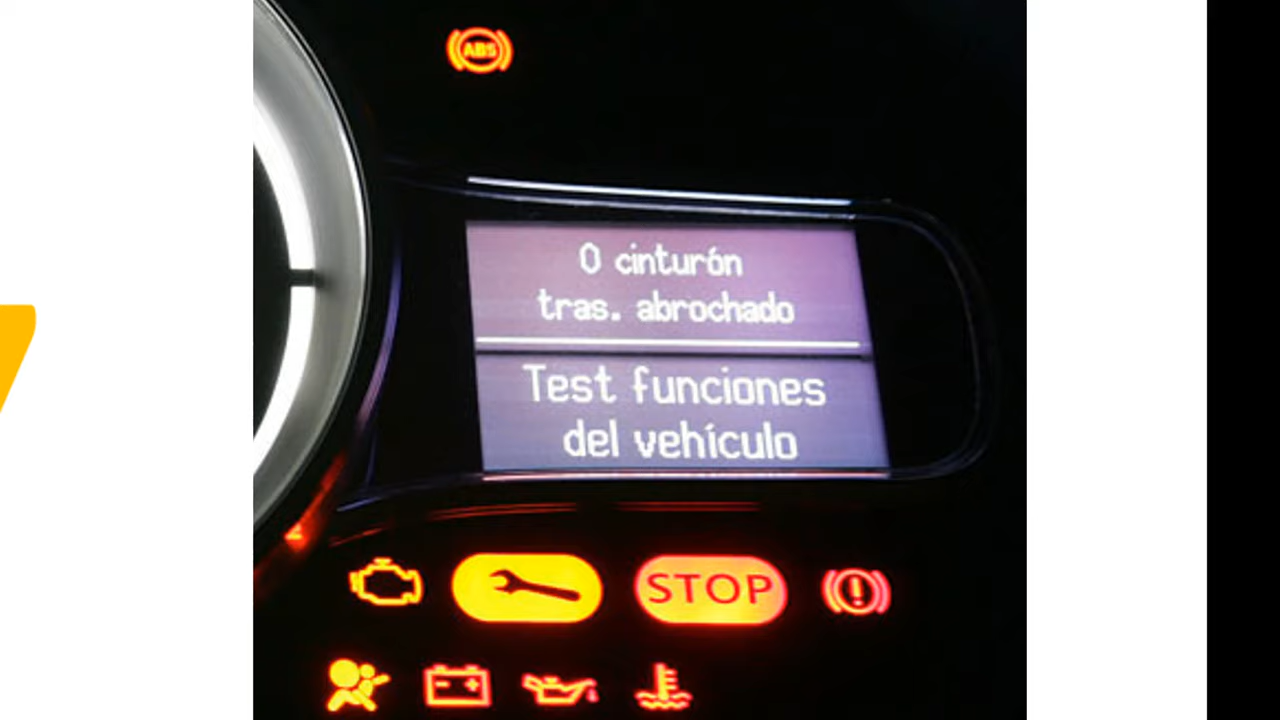 ABS
0 cinturón
tras. abrochado
Test funciones
del vehículo
STOP